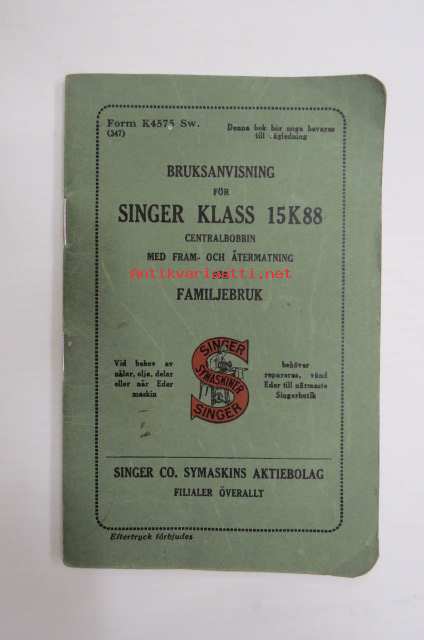 Form K4575 Sw.
(347)
Denna bok bör noga bevaras
till vägledning
BRUKSANVISNING
FÖR
SINGER KLASS 15K88
CENTRALBOBBIN
MED FRAM- OCH ÅTERMATNING
Antikvariaatti.net
FÖR
FAMILJEBRUK
Vid behov av
nålar, olja, delar
eller när Eder
maskin
SINGER
SYMASKINER
SINGER
behöver
repareras, vänd
Eder till närmaste
Singerbutik
SINGER CO. SYMASKINS AKTIEBOLAG
FILIALER ÖVERALLT
Eftertryck förbjudes